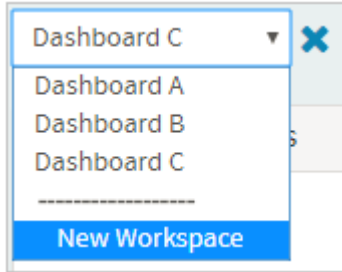 Dashboard C
Dashboard A
Dashboard B
Dashboard C
------------------
New Workspace